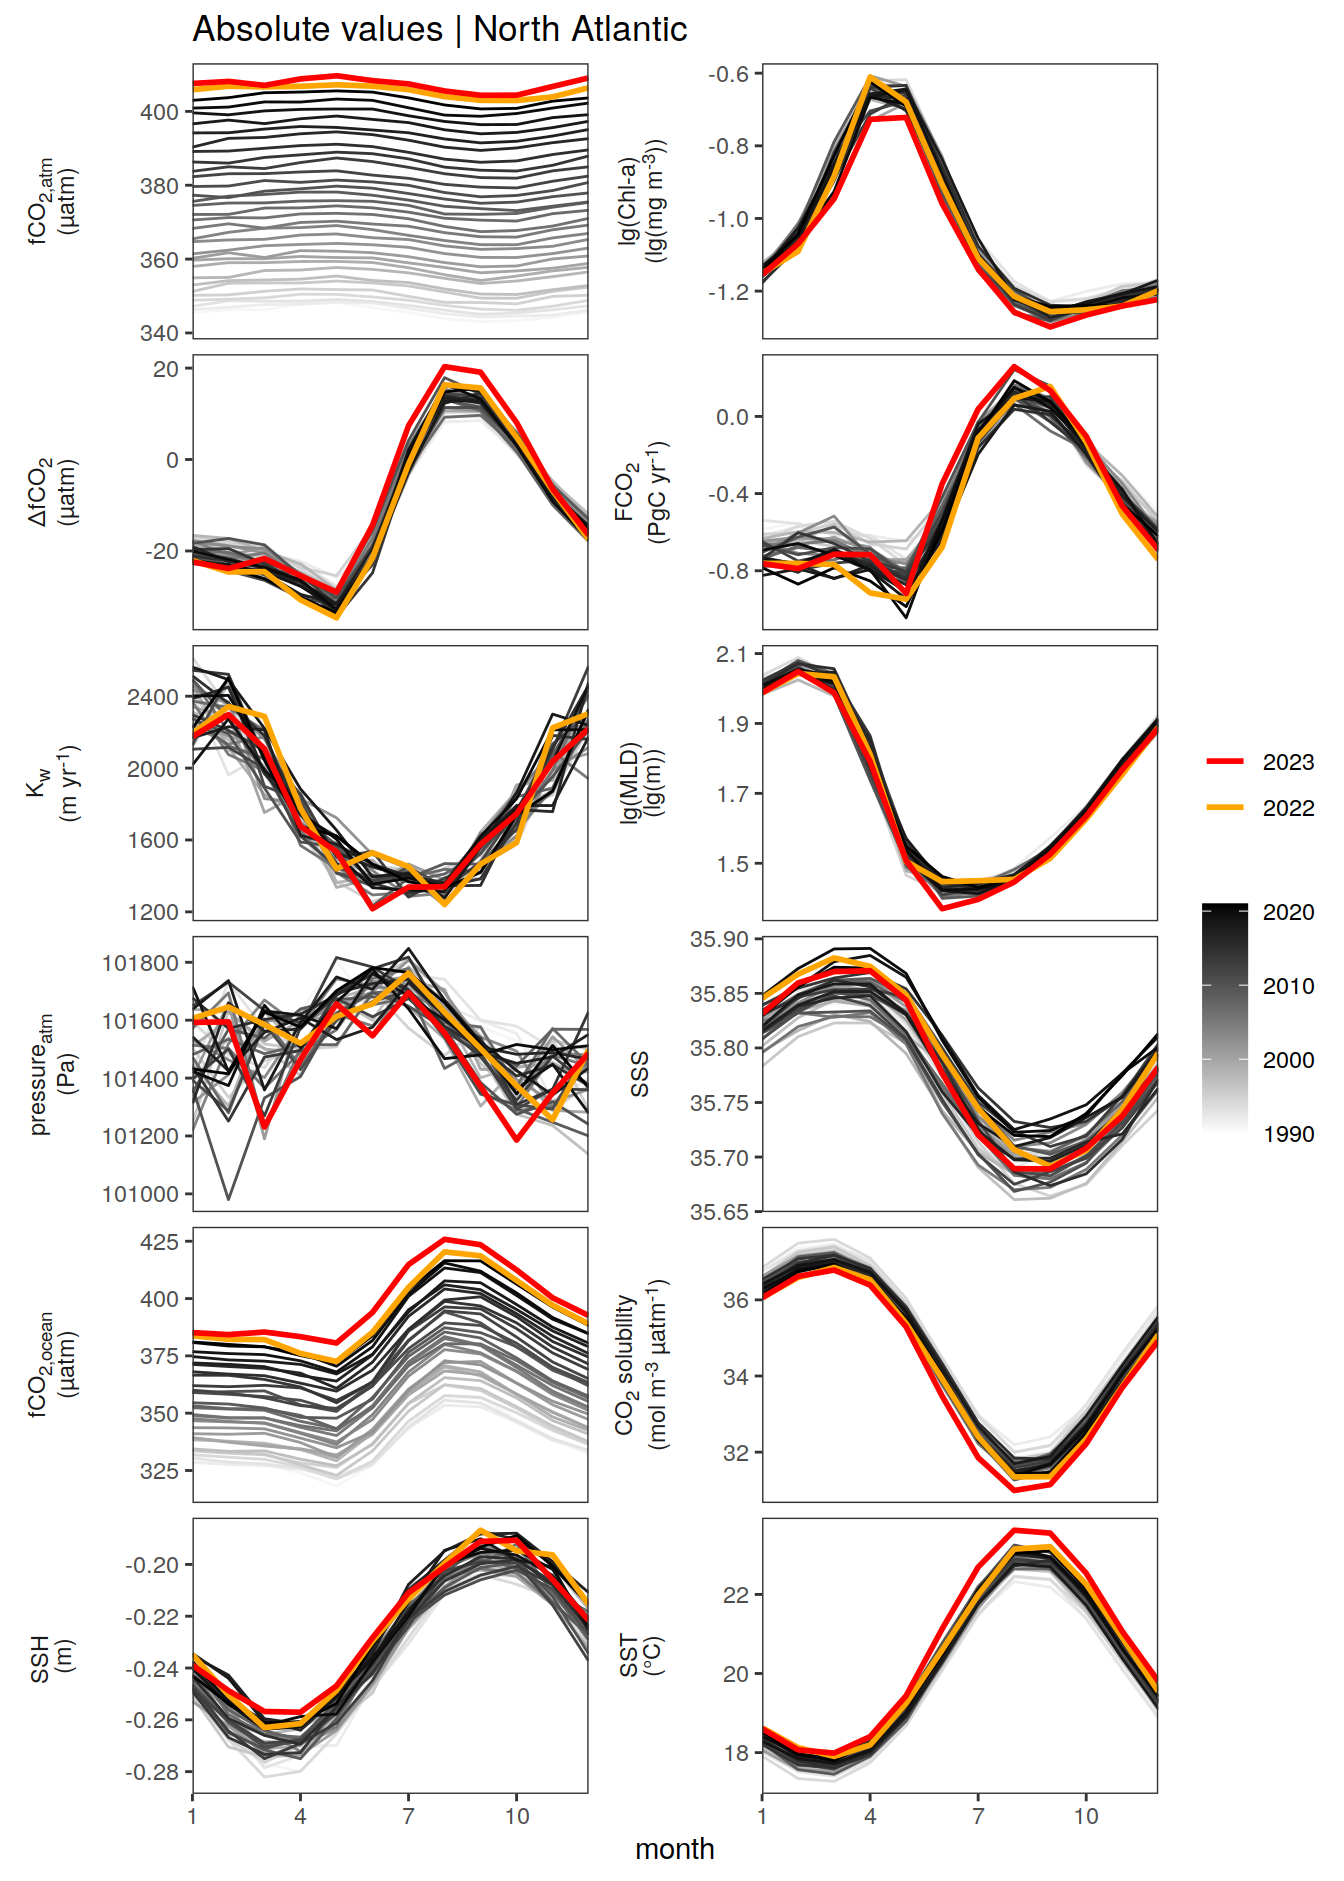 Absolute values | North Atlantic
fCO2,atm
(µatm)
400
380
360
340
lg(Chl-a)
(lg(mg m-3))
-0.6
-0.8
-1.0
-1.2
ΔfCO2
(µatm)
20
0
-20
FCO2
(PgC yr-1)
0.0
-0.4
-0.8
Kw
(m yr-1)
2400
2000
1600
1200
lg(MLD)
(lg(m))
2.1
1.9
1.7
1.5
pressureatm
(Pa)
101800
101600
101400
101200
101000
SSS
35.90
35.85
35.80
35.75
35.70
35.65
fCO2,ocean
(µatm)
425
400
375
350
325
CO2 solubility
(mol m-3 µatm-1)
36
34
32
SSH
(m)
-0.20
-0.22
-0.24
-0.26
-0.28
SST
(°C)
22
20
18
1 4 7 10
1 4 7 10
month
2023
2022
2020
2010
2000
1990